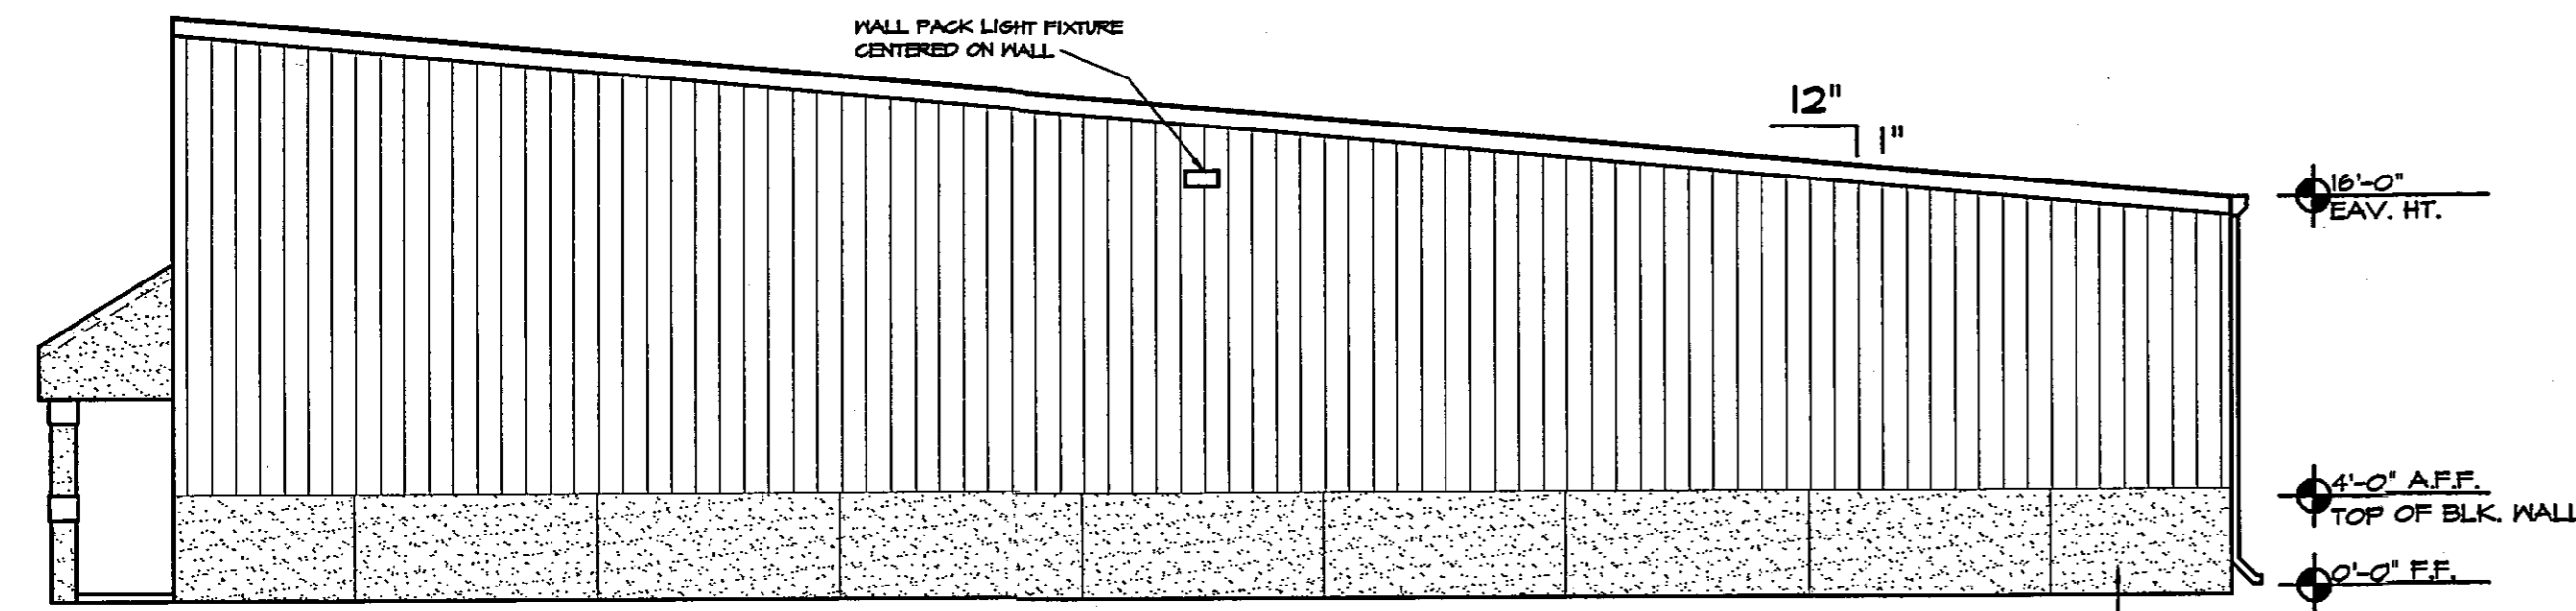 WALL PACK LIGHT FIXTURE
CENTERED ON WALL
12"
1"
16'-0"
EAV. HT.
4'-0" A.F.F.
TOP OF BLK. WALL
0'-0" F.F.